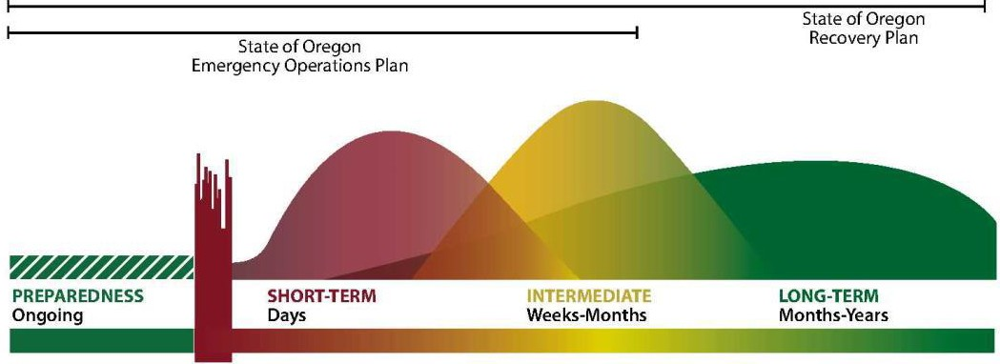 State of Oregon
Recovery Plan
State of Oregon
Emergency Operations Plan
PREPAREDNESS
Ongoing
SHORT-TERM
Days
INTERMEDIATE
Weeks-Months
LONG-TERM
Months-Years